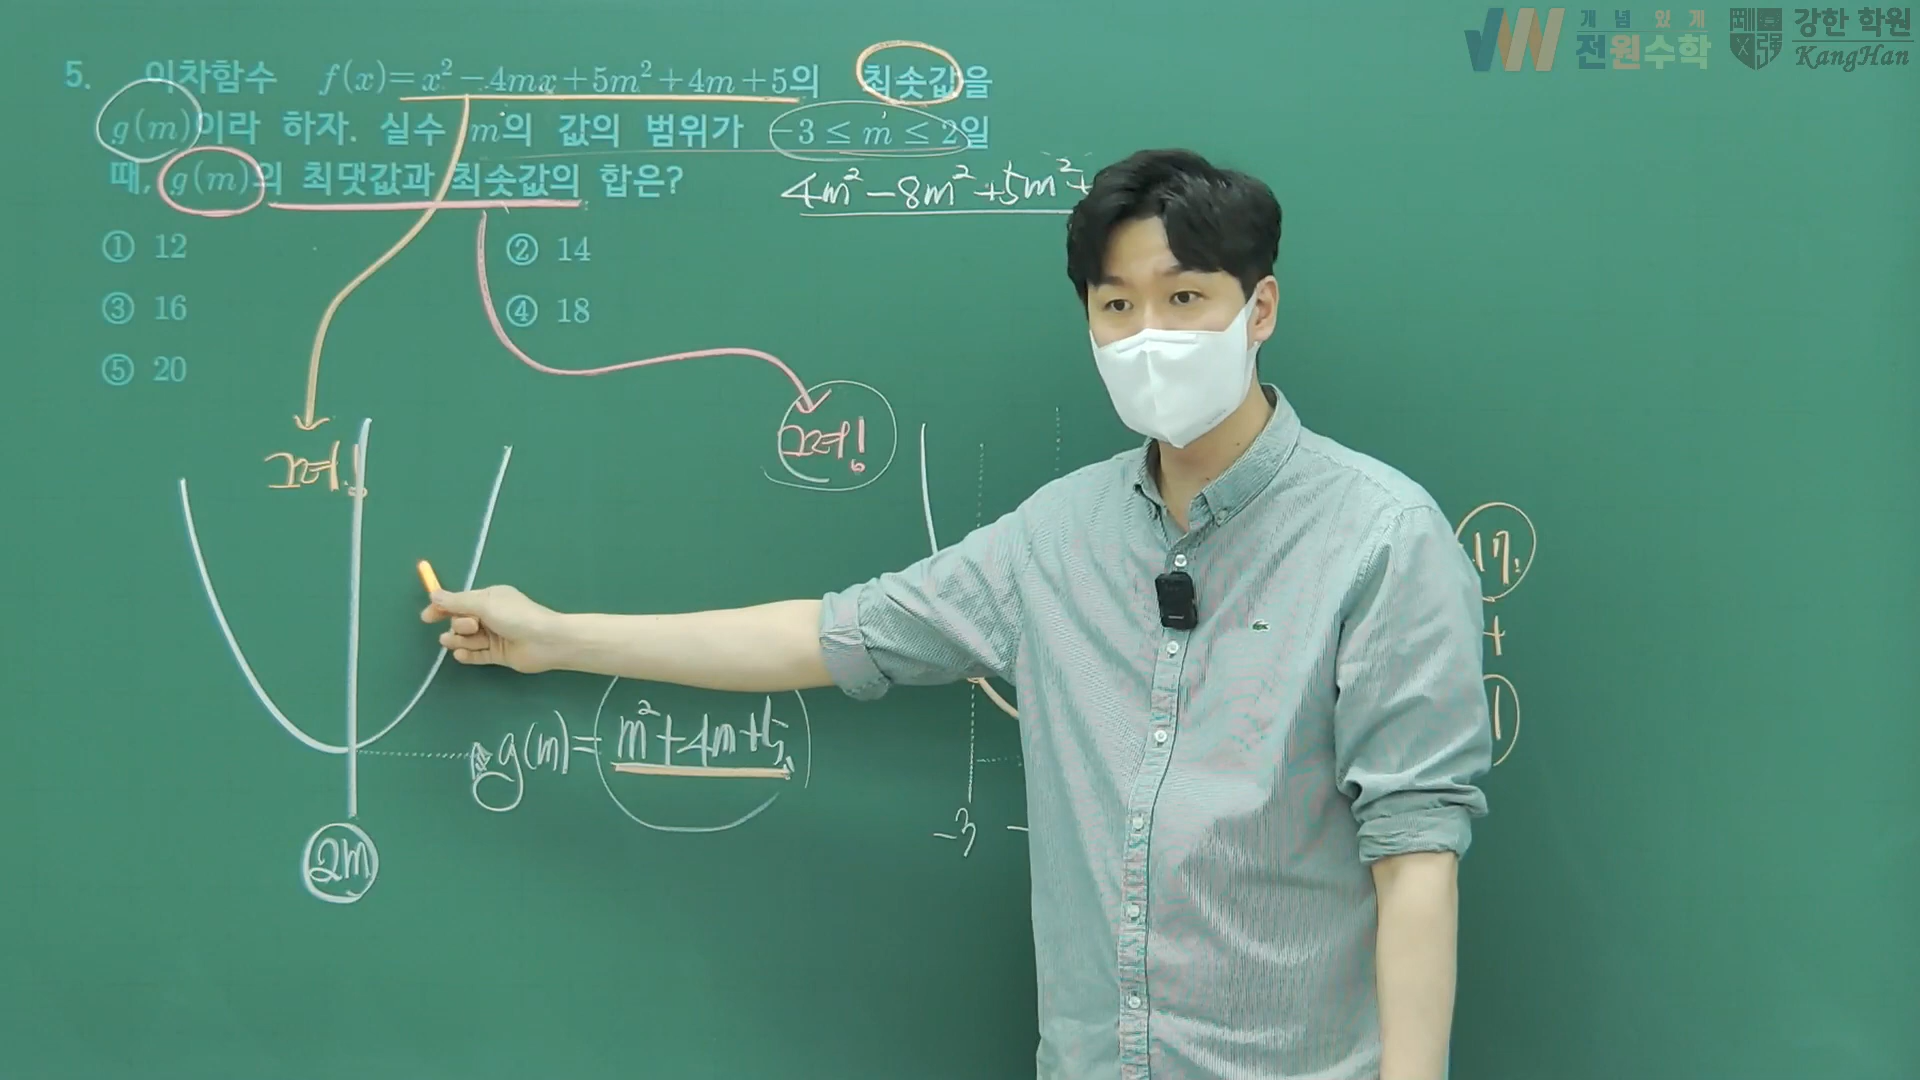 개념있게
전원수학
강한 학원
KangHan
5. 이차함수 f(x)=x²-4mx+5m²+4m+5의 최솟값을
g(m)이라 하자. 실수 m의 값의 범위가 -3≤m≤2일
때, g(m)의 최댓값과 최솟값의 합은?
4m²-8m²+5m²+
① 12 ② 14
③ 16 ④ 18
⑤ 20
그려! 그려!
17
+
1
g(m)=m²+4m+5
2m
-3 -